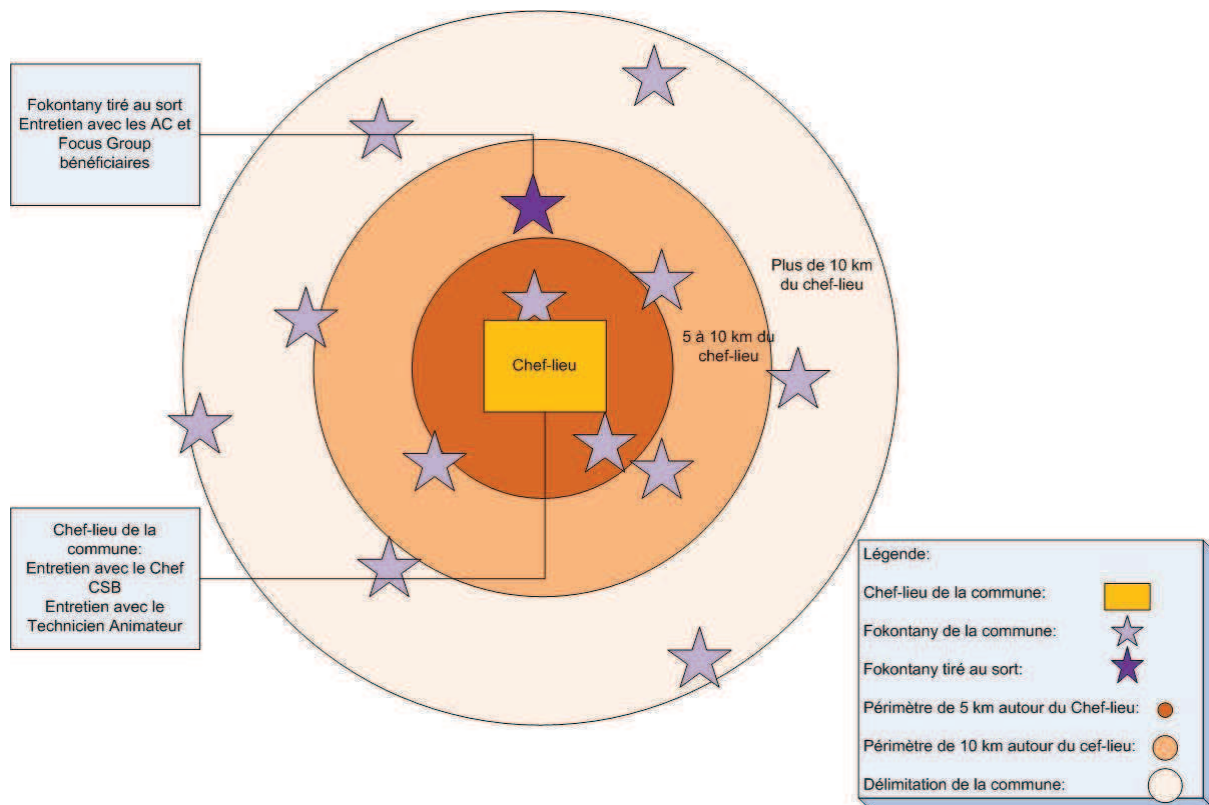 Fokontany tiré au sort
Entretien avec les AC et
Focus Group
bénéficiaires
Plus de 10 km
du chef-lieu
5 à 10 km du
chef-lieu
Chef-lieu
Chef-lieu de la
commune:
Entretien avec le Chef
CSB
Entretien avec le
Technicien Animateur
Légende:
Chef-lieu de la commune:
Fokontany de la commune:
Fokontany tiré au sort:
Périmètre de 5 km autour du Chef-lieu:
Périmètre de 10 km autour du cef-lieu:
Délimitation de la commune: